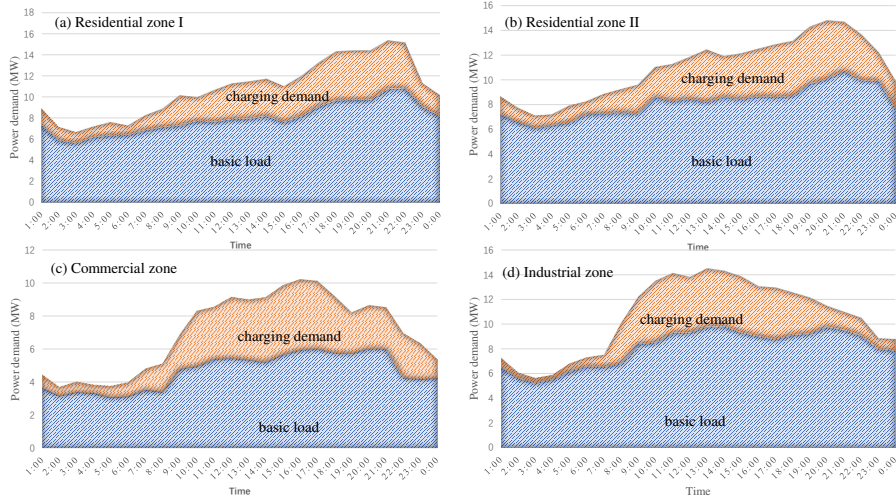 (a) Residential zone I
Power demand (MW)
18
16
14
12
10
8
6
4
2
0
charging demand
basic load
1:00 2:00 3:00 4:00 5:00 6:00 7:00 8:00 9:00 10:00 11:00 12:00 13:00 14:00 15:00 16:00 17:00 18:00 19:00 20:00 21:00 22:00 23:00 0:00
Time
(b) Residential zone II
Power demand (MW)
16
14
12
10
8
6
4
2
0
charging demand
basic load
1:00 2:00 3:00 4:00 5:00 6:00 7:00 8:00 9:00 10:00 11:00 12:00 13:00 14:00 15:00 16:00 17:00 18:00 19:00 20:00 21:00 22:00 23:00 0:00
Time
(c) Commercial zone
Power demand (MW)
12
10
8
6
4
2
0
charging demand
basic load
1:00 2:00 3:00 4:00 5:00 6:00 7:00 8:00 9:00 10:00 11:00 12:00 13:00 14:00 15:00 16:00 17:00 18:00 19:00 20:00 21:00 22:00 23:00 0:00
Time
(d) Industrial zone
Power demand (MW)
16
14
12
10
8
6
4
2
0
charging demand
basic load
1:00 2:00 3:00 4:00 5:00 6:00 7:00 8:00 9:00 10:00 11:00 12:00 13:00 14:00 15:00 16:00 17:00 18:00 19:00 20:00 21:00 22:00 23:00 0:00
Time